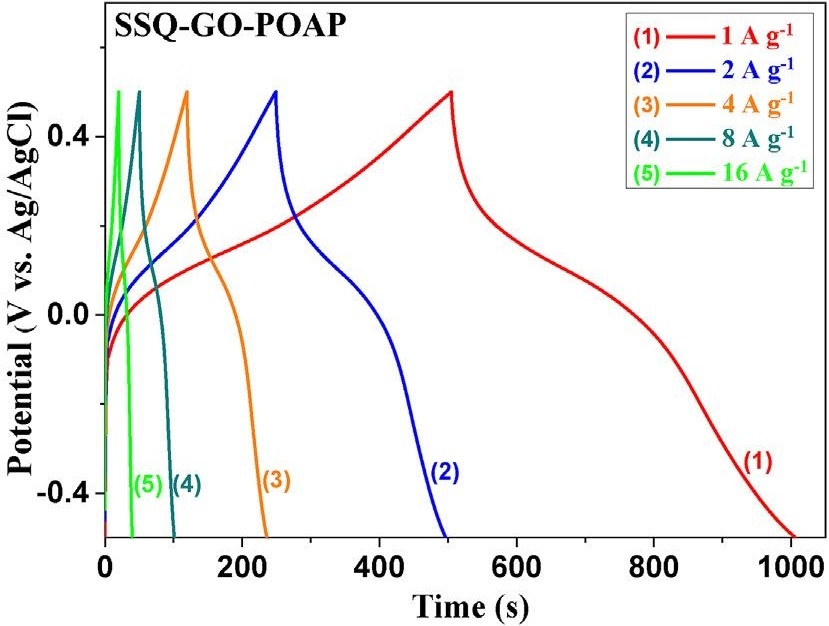 SSQ-GO-POAP
(1) 1 A g⁻¹
(2) 2 A g⁻¹
(3) 4 A g⁻¹
(4) 8 A g⁻¹
(5) 16 A g⁻¹
Potential (V vs. Ag/AgCl)
0.4
0.0
-0.4
(5)
(4)
(3)
(2)
(1)
0
200
400
600
800
1000
Time (s)